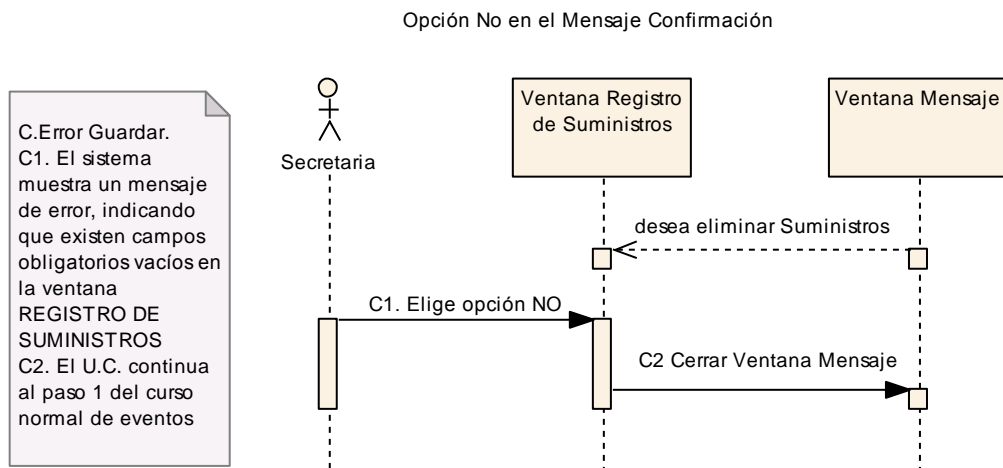 Opción No en el Mensaje Confirmación
C.Error Guardar.
C1. El sistema
muestra un mensaje
de error, indicando
que existen campos
obligatorios vacíos en
la ventana
REGISTRO DE
SUMINISTROS
C2. El U.C. continua
al paso 1 del curso
normal de eventos
Secretaria
Ventana Registro
de Suministros
Ventana Mensaje
desea eliminar Suministros
C1. Elige opción NO
C2 Cerrar Ventana Mensaje